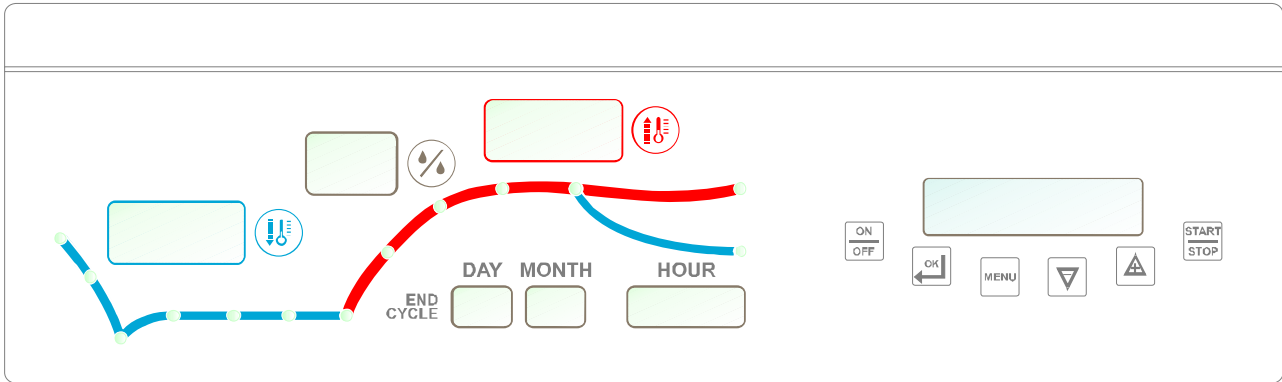 DAY MONTH HOUR
END
CYCLE
ON
OFF
OK
MENU
START
STOP